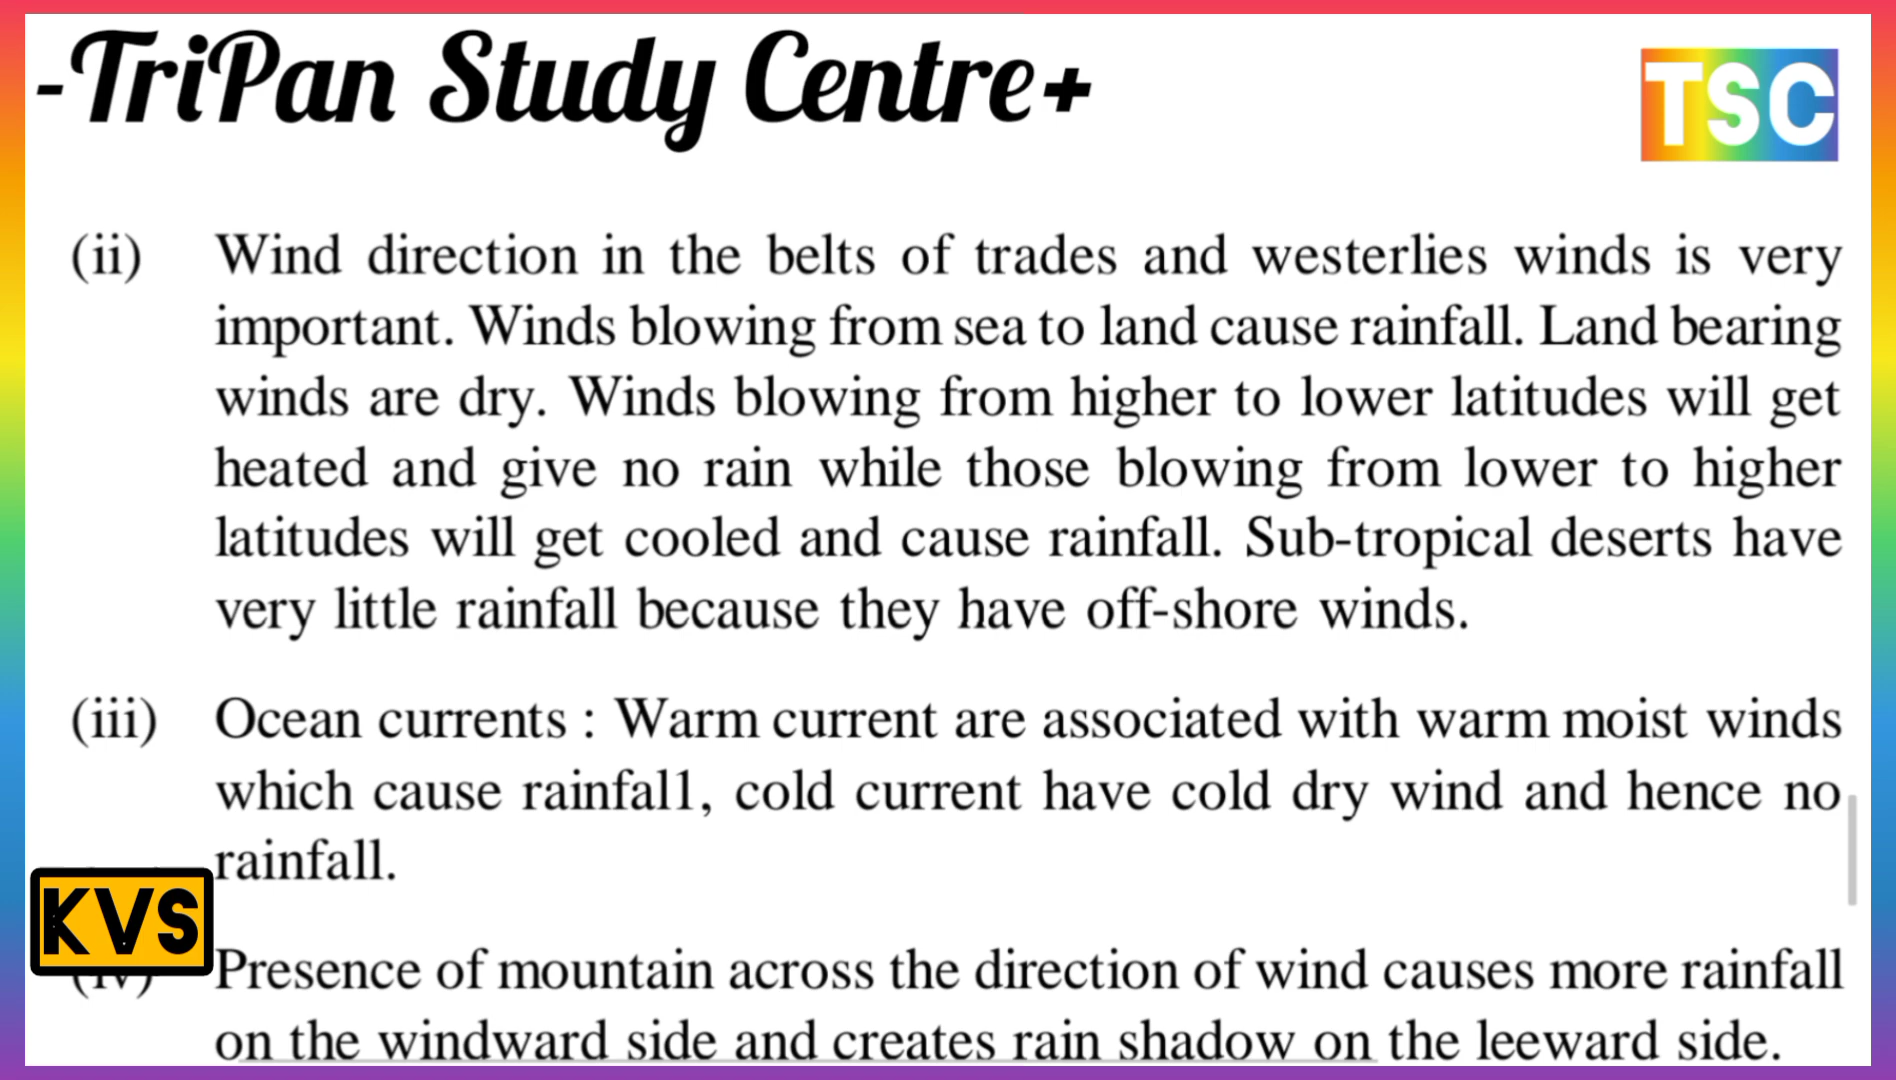 -TriPan Study Centre+
TSC
(ii) Wind direction in the belts of trades and westerlies winds is very
important. Winds blowing from sea to land cause rainfall. Land bearing
winds are dry. Winds blowing from higher to lower latitudes will get
heated and give no rain while those blowing from lower to higher
latitudes will get cooled and cause rainfall. Sub-tropical deserts have
very little rainfall because they have off-shore winds.
(iii) Ocean currents : Warm current are associated with warm moist winds
which cause rainfal1, cold current have cold dry wind and hence no
rainfall.
KVS
(iv) Presence of mountain across the direction of wind causes more rainfall
on the windward side and creates rain shadow on the leeward side.